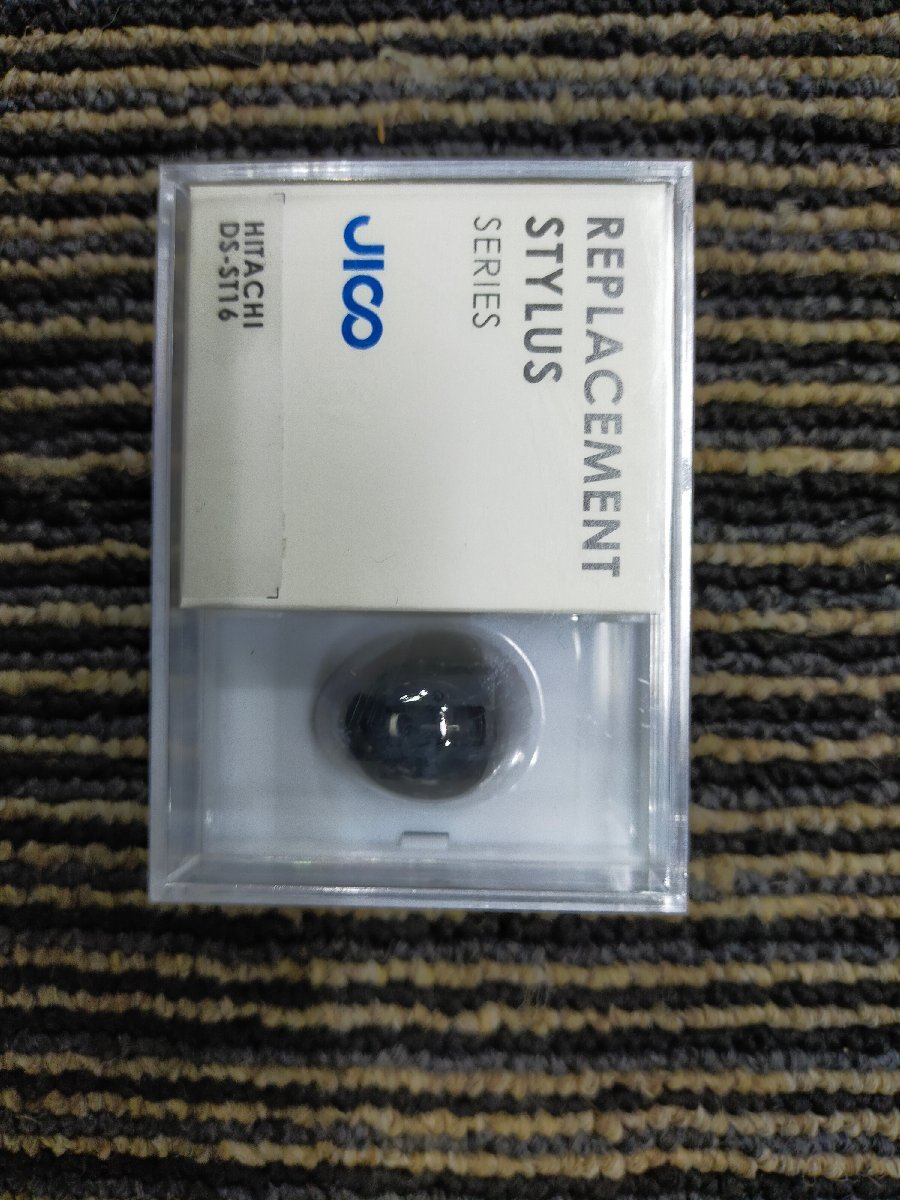 REPLACEMENT
STYLUS
SERIES
JICO
HITACHI
DS-ST16